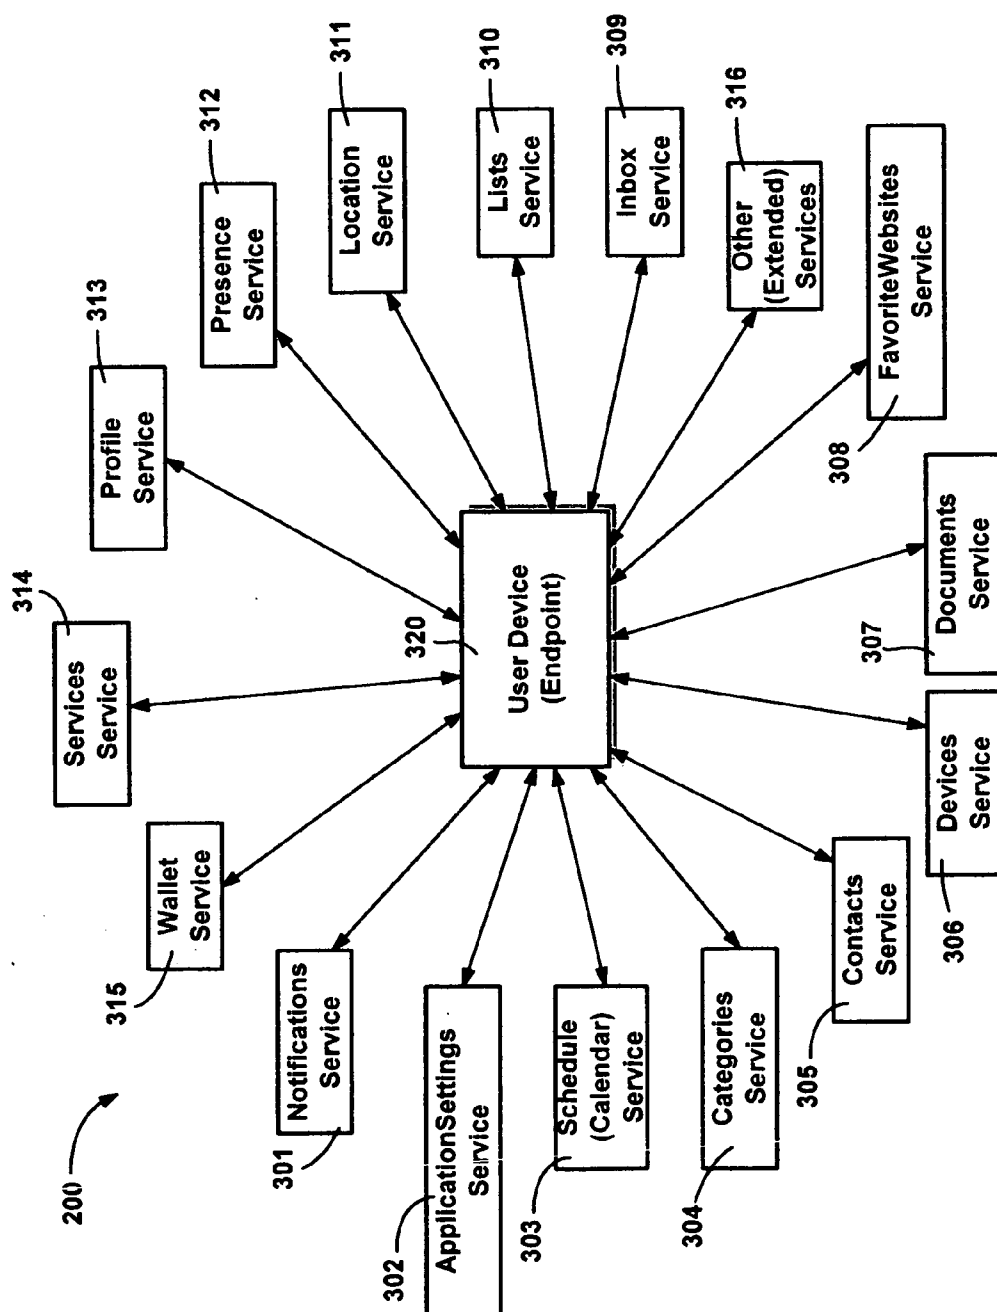 200
314
Services
Service
315
Wallet
Service
313
Profile
Service
312
Presence
Service
301
Notifications
Service
311
Location
Service
302
ApplicationSettings
Service
320
User Device
(Endpoint)
310
Lists
Service
303
Schedule
(Calendar)
Service
309
Inbox
Service
304
Categories
Service
316
Other
(Extended)
Services
305
Contacts
Service
306
Devices
Service
307
Documents
Service
308
FavoriteWebsites
Service